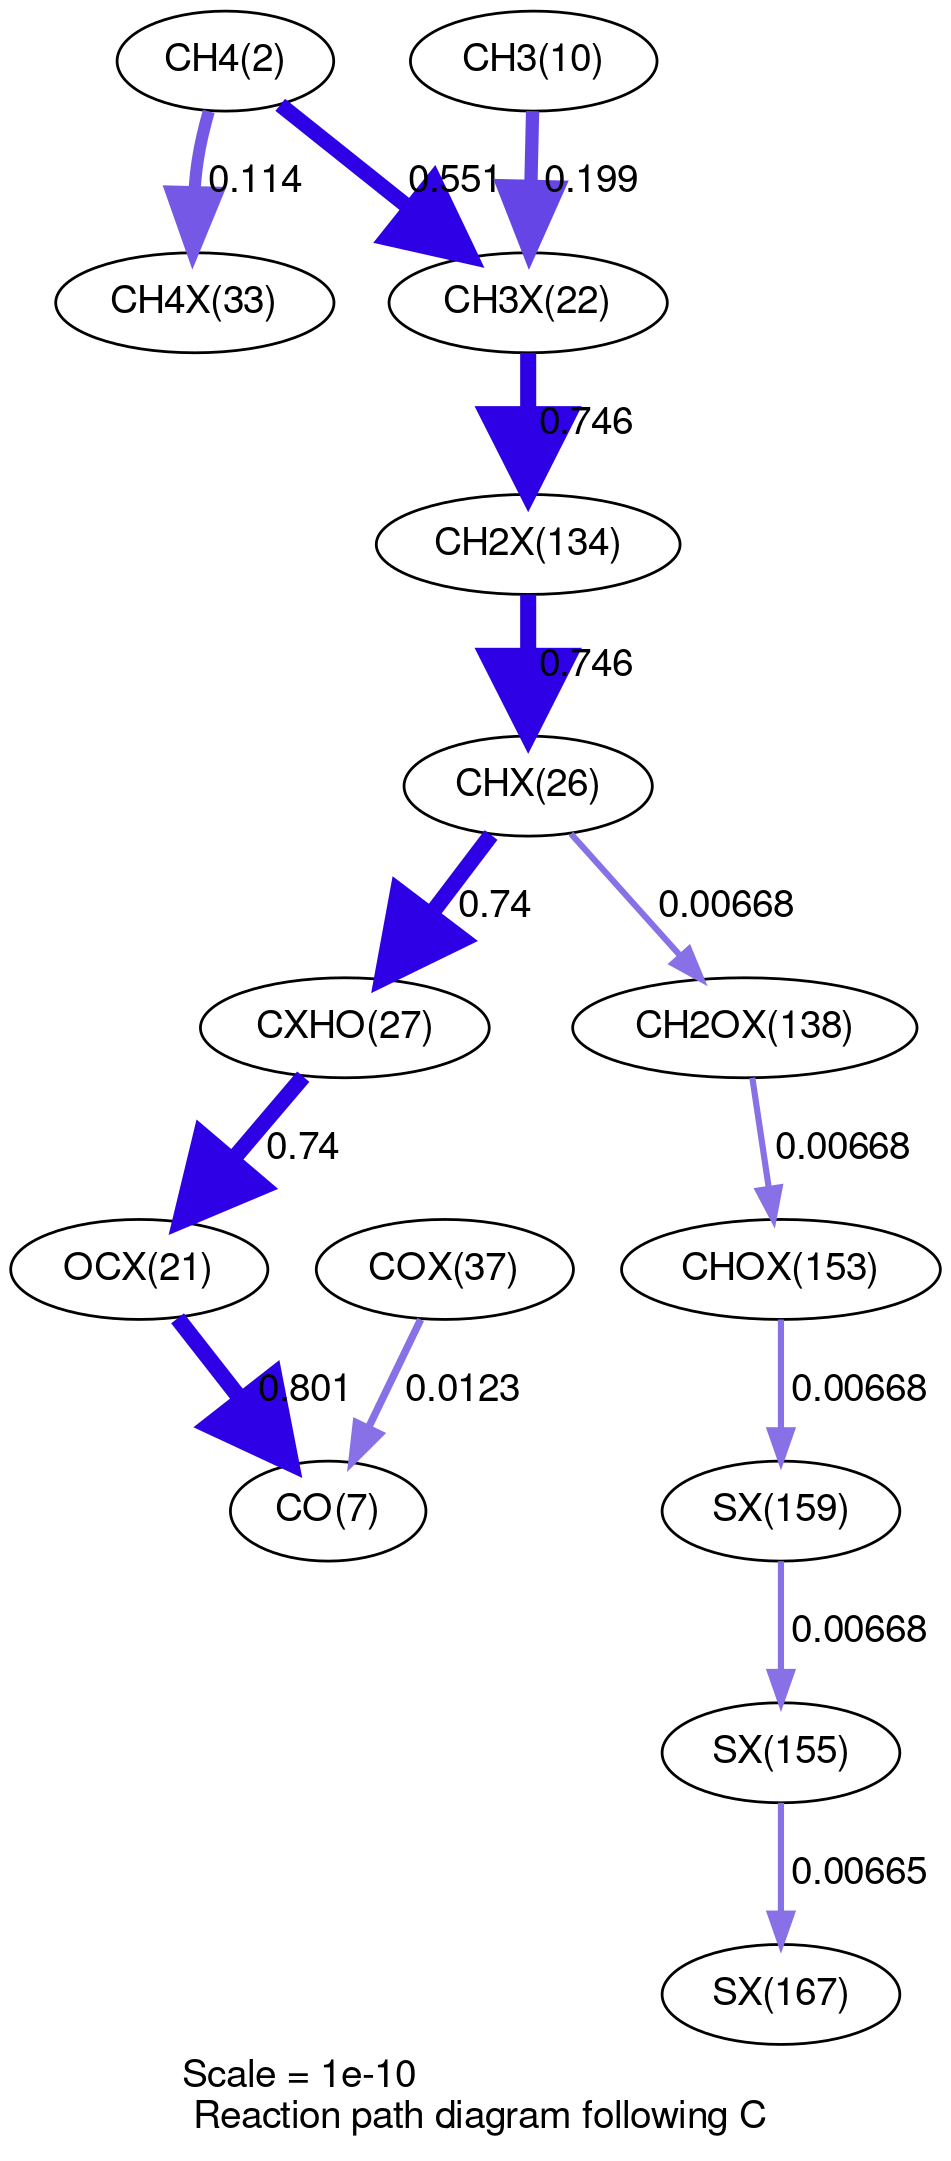 CH4(2)
CH3(10)
0.114
0.551
0.199
CH4X(33)
CH3X(22)
0.746
CH2X(134)
0.746
CHX(26)
0.74
0.00668
CXHO(27)
CH2OX(138)
0.74
0.00668
OCX(21)
COX(37)
CHOX(153)
0.801
0.0123
0.00668
CO(7)
SX(159)
0.00668
SX(155)
0.00665
SX(167)
Scale = 1e-10
Reaction path diagram following C